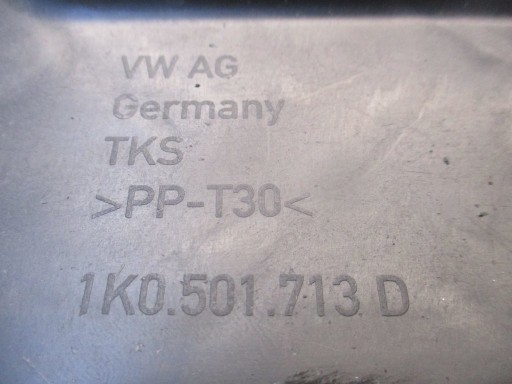 VW AG
Germany
TKS
>PP-T30<
1K0.501.713 D